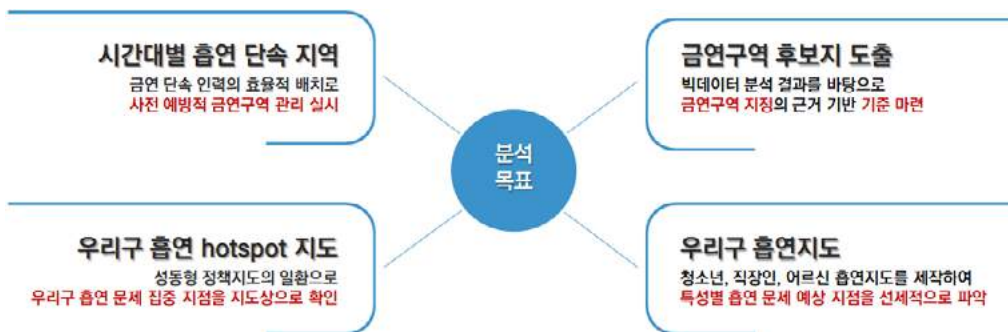 시간대별 흡연 단속 지역
금연 단속 인력의 효율적 배치로
사전 예방적 금연구역 관리 실시
금연구역 후보지 도출
빅데이터 분석 결과를 바탕으로
금연구역 지정의 근거 기반 기준 마련
분석
목표
우리구 흡연 hotspot 지도
성동형 정책지도의 일환으로
우리구 흡연 문제 집중 지점을 지도상으로 확인
우리구 흡연지도
청소년, 직장인, 어르신 흡연지도를 제작하여
특성별 흡연 문제 예상 지점을 선제적으로 파악